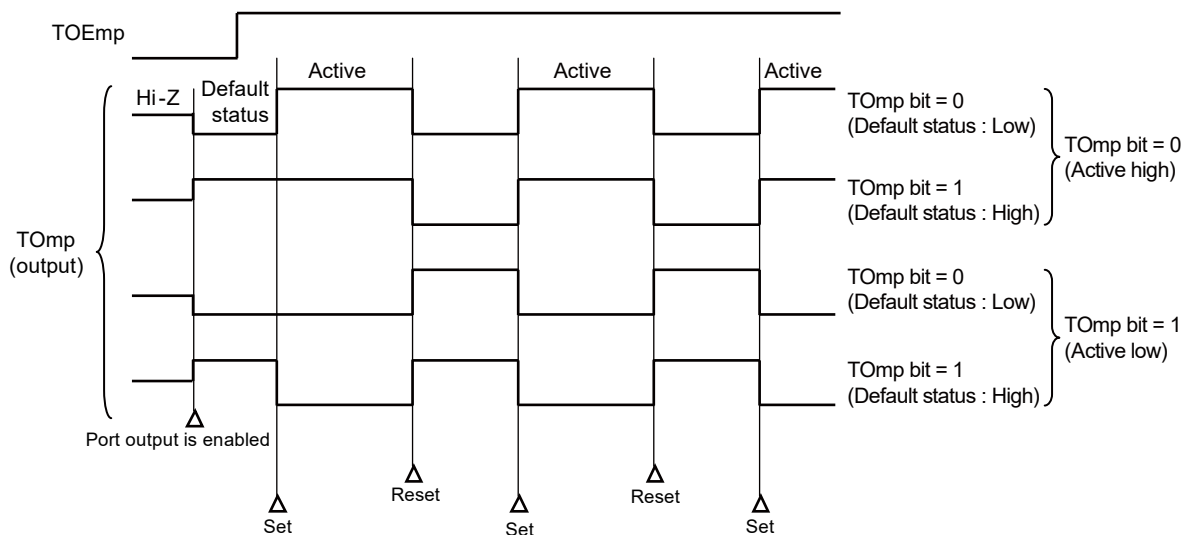 TOEmp
Active
Active
Active
Hi-Z
Default
status
TOmp bit = 0
(Default status : Low)
TOmp bit = 1
(Default status : High)
TOmp bit = 0
(Active high)
TOmp
(output)
TOmp bit = 0
(Default status : Low)
TOmp bit = 1
(Default status : High)
TOmp bit = 1
(Active low)
Port output is enabled
Set
Reset
Set
Reset
Set